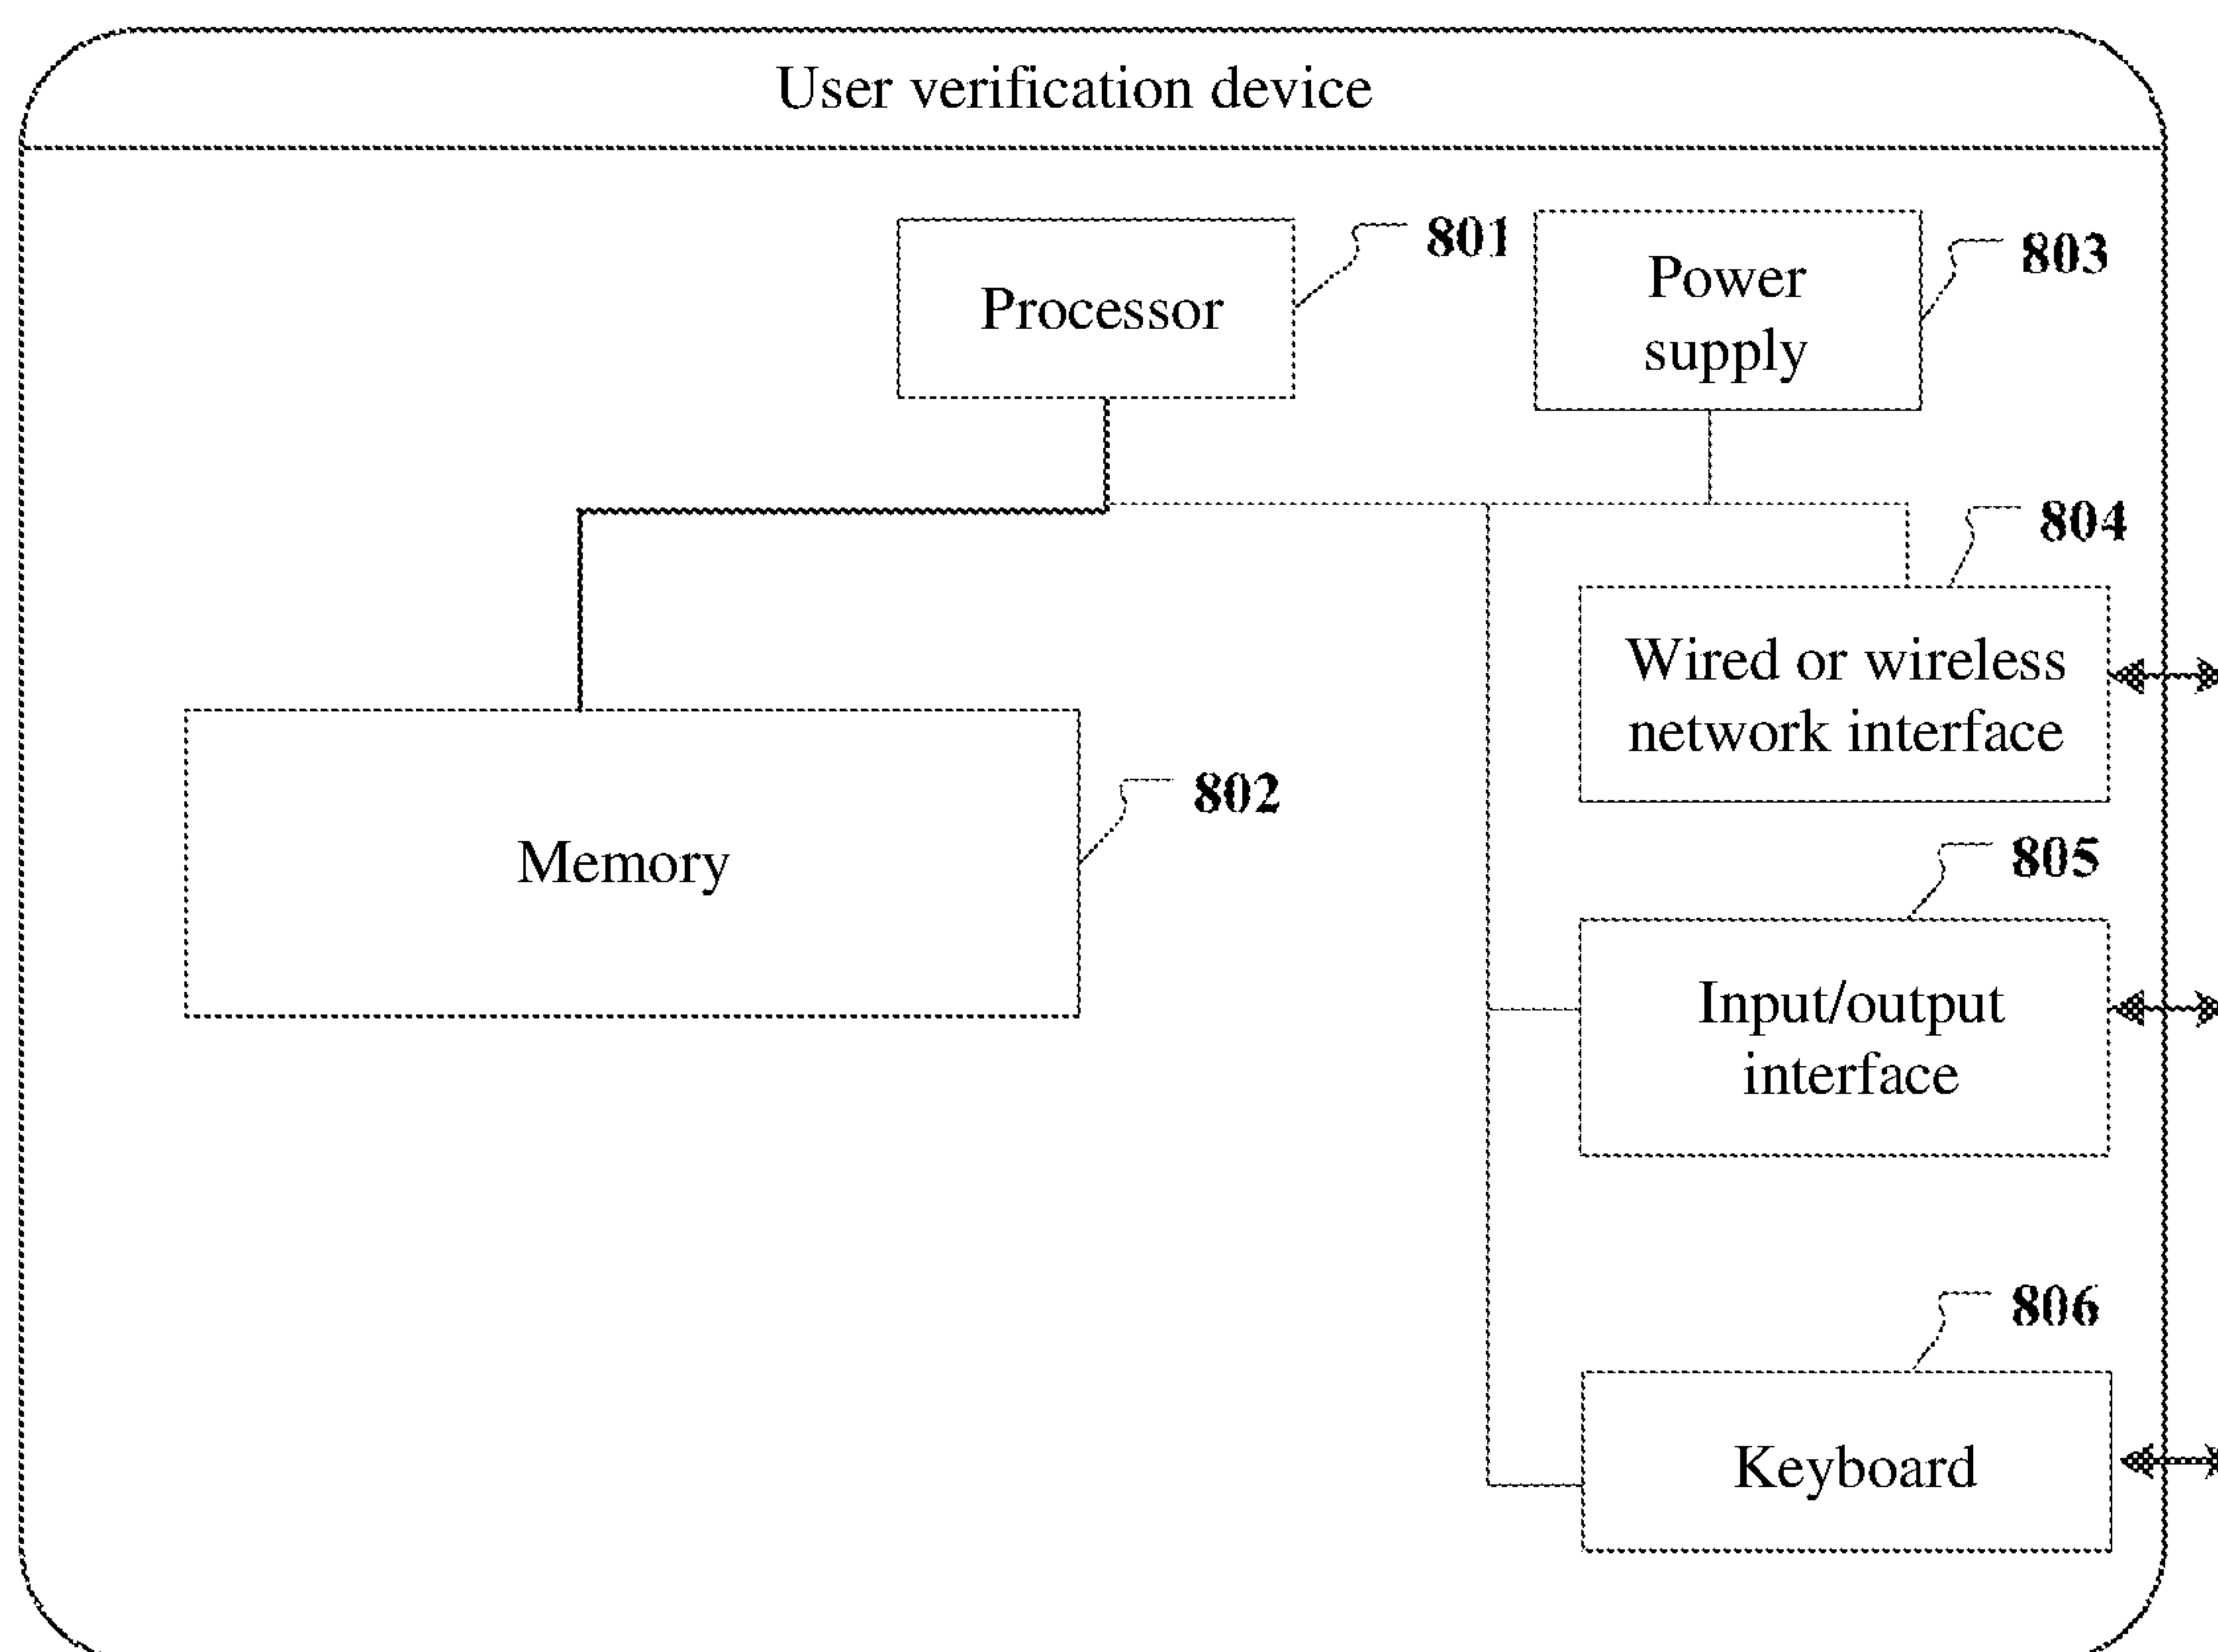 User verification device
Processor
801
Power
supply
803
804
Wired or wireless
network interface
802
Memory
805
Input/output
interface
806
Keyboard